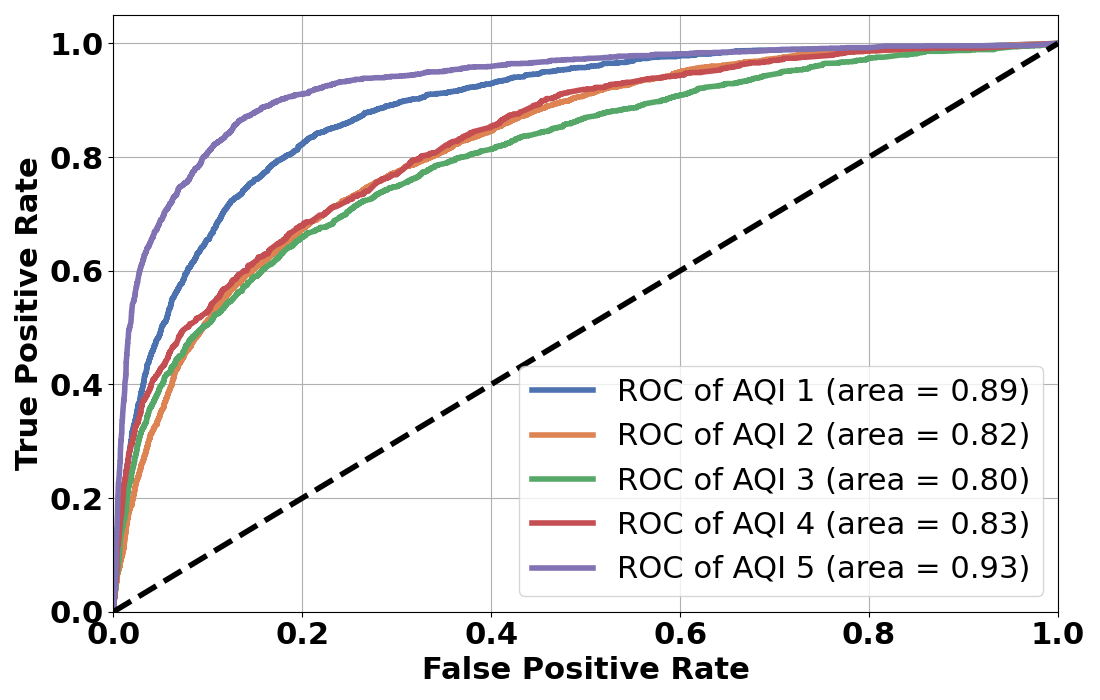 1.0
0.8
0.6
0.4
0.2
0.0
True Positive Rate
ROC of AQI 1 (area = 0.89)
ROC of AQI 2 (area = 0.82)
ROC of AQI 3 (area = 0.80)
ROC of AQI 4 (area = 0.83)
ROC of AQI 5 (area = 0.93)
0.0 0.2 0.4 0.6 0.8 1.0
False Positive Rate